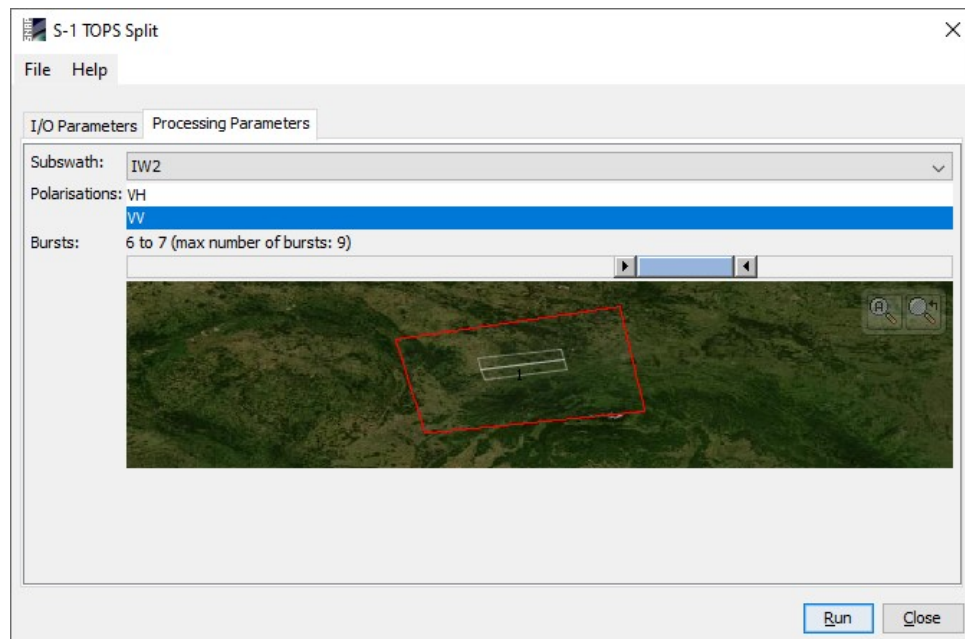 S-1 TOPS Split
File Help
I/O Parameters Processing Parameters
Subswath: IW2
Polarisations: VH
VV
Bursts: 6 to 7 (max number of bursts: 9)
1
Run Close